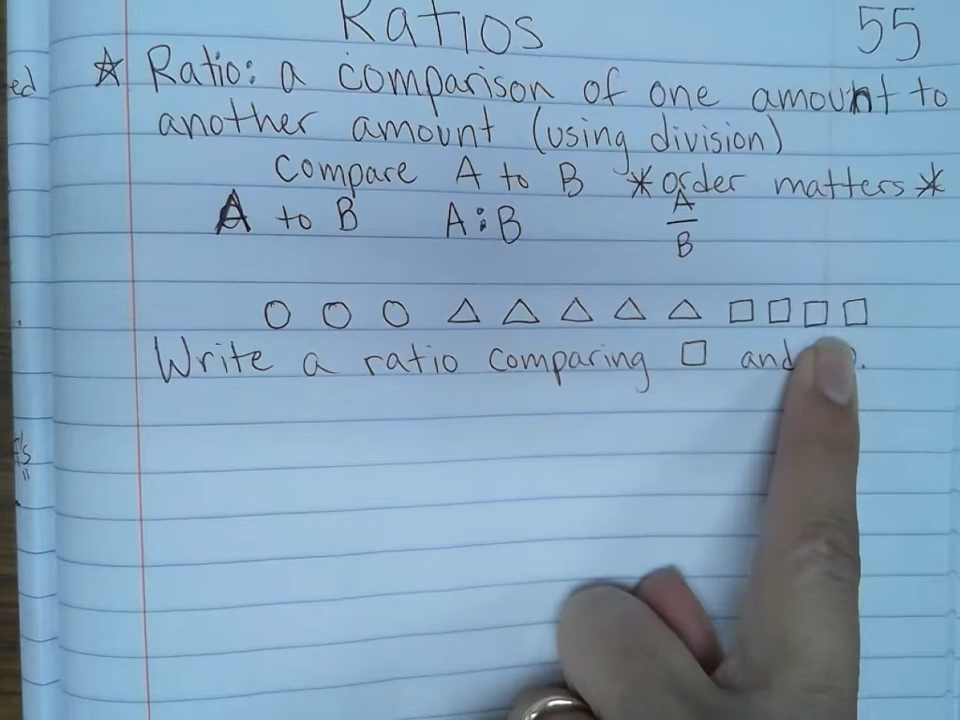 Ratios 55
ed ☆ Ratio: a comparison of one amount to
another amount (using division)
Compare A to B *order matters*
A to B A:B A/B
○ ○ ○ △ △ △ △ △ □ □ □ □
Write a ratio comparing □ and